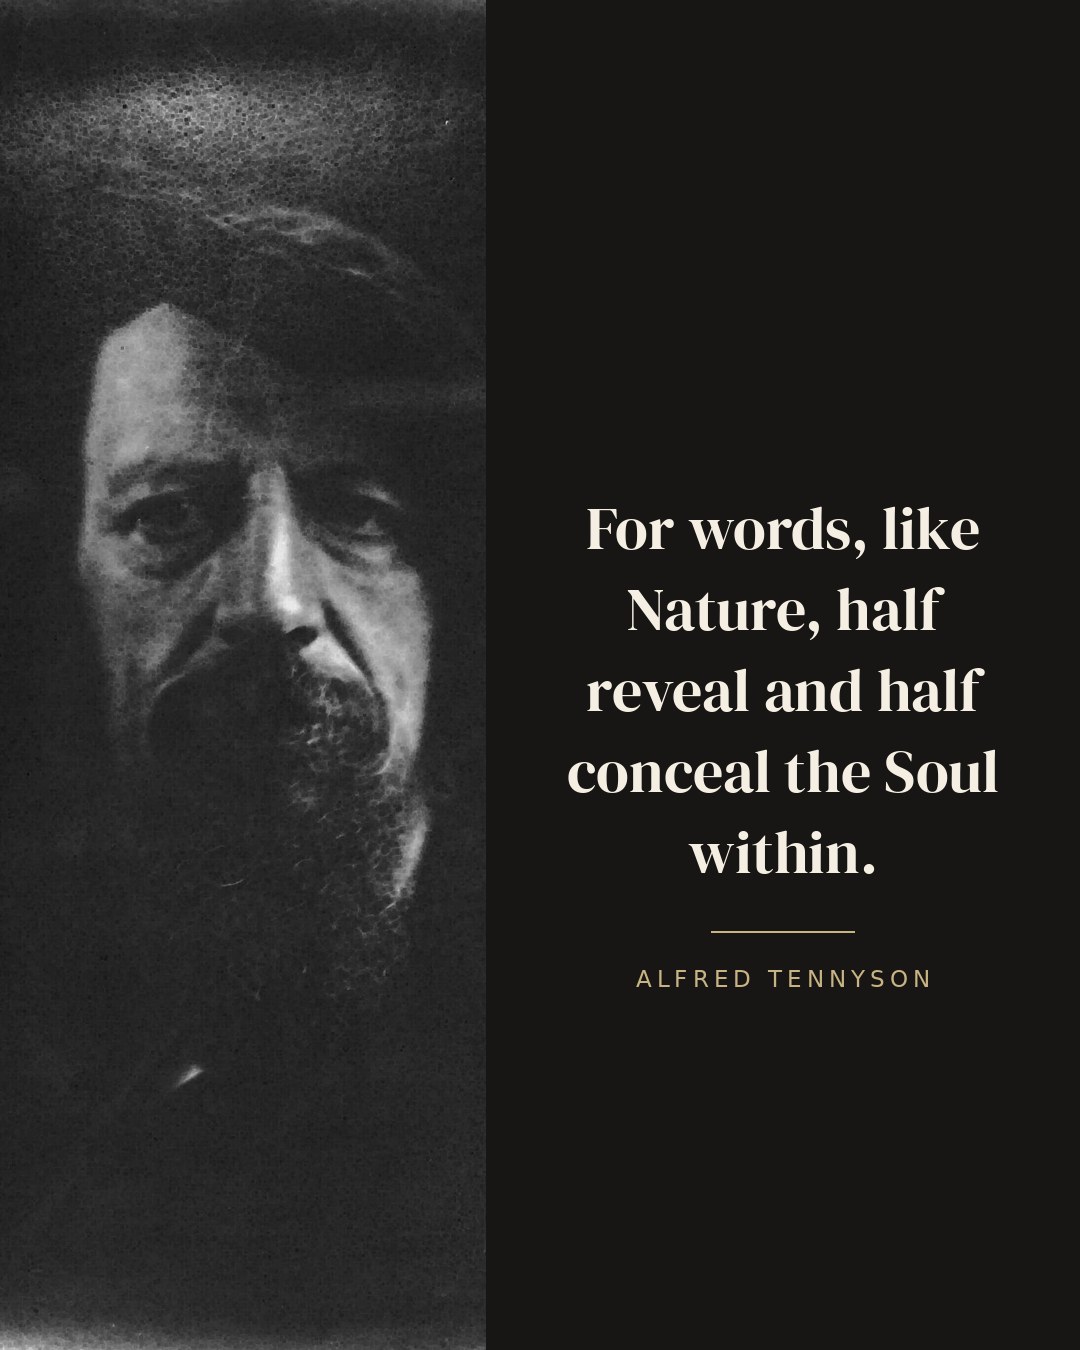 For words, like
Nature, half
reveal and half
conceal the Soul
within.
ALFRED TENNYSON